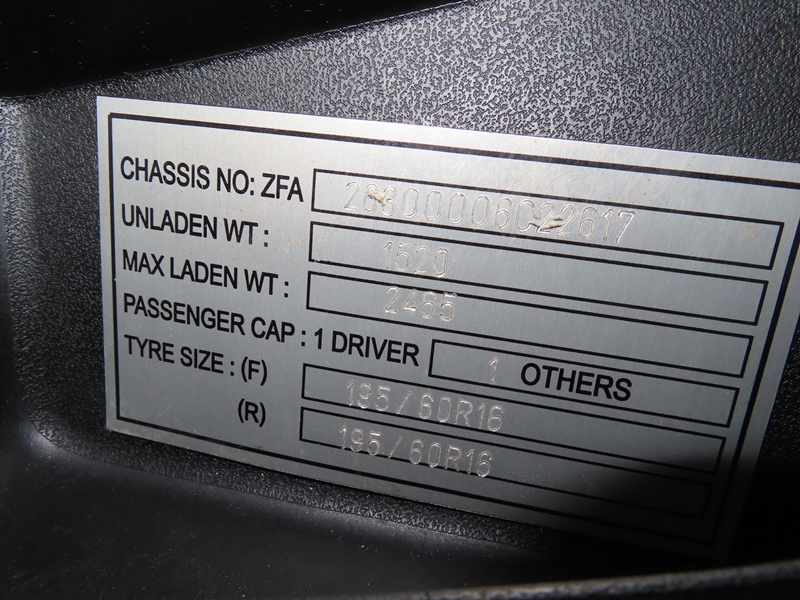 CHASSIS NO: ZFA 26300006C22617
UNLADEN WT : 1520
MAX LADEN WT : 2465
PASSENGER CAP : 1 DRIVER 1 OTHERS
TYRE SIZE : (F) 195/60R16
(R) 195/60R16